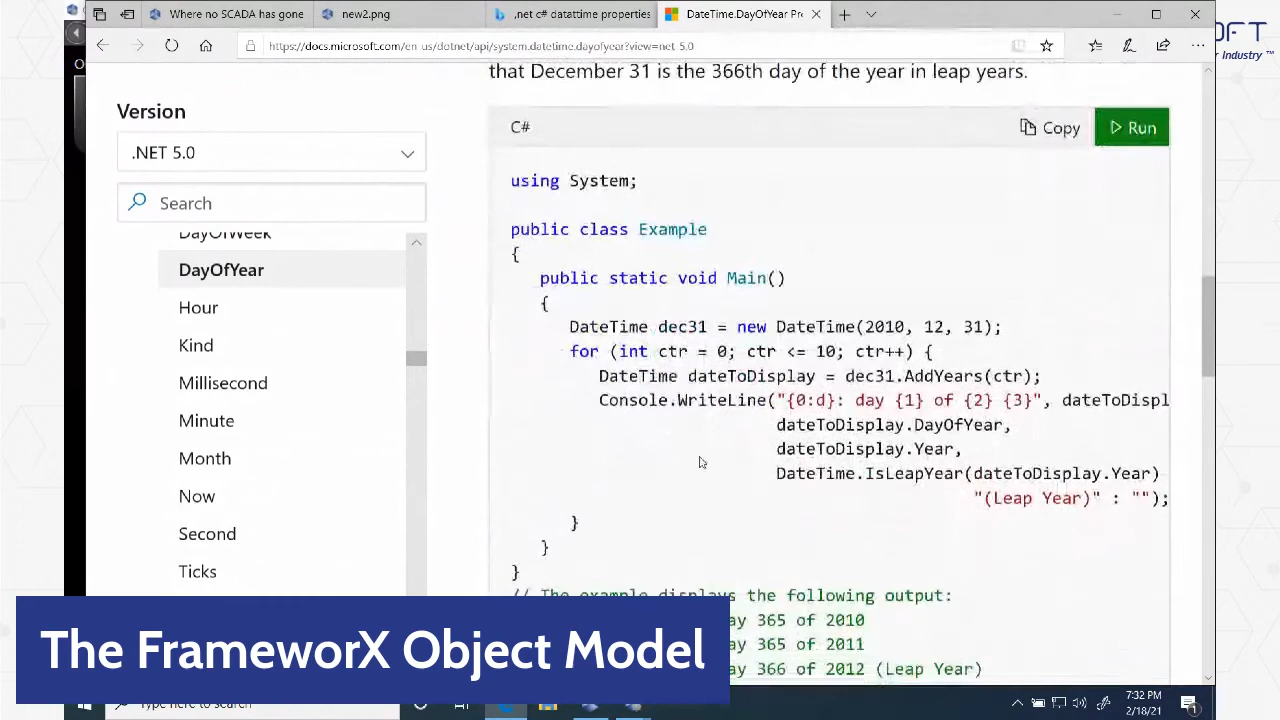 Where no SCADA has gone
new2.png
.net c# datattime properties
DateTime.DayOfYear Pr
https://docs.microsoft.com/en-us/dotnet/api/system.datetime.dayofyear?view=net-5.0
Industry ™
that December 31 is the 366th day of the year in leap years.
Version
.NET 5.0
Search
DayOfWeek
DayOfYear
Hour
Kind
Millisecond
Minute
Month
Now
Second
Ticks
C#
Copy
Run
using System;
public class Example
{
public static void Main()
{
DateTime dec31 = new DateTime(2010, 12, 31);
for (int ctr = 0; ctr <= 10; ctr++) {
DateTime dateToDisplay = dec31.AddYears(ctr);
Console.WriteLine("{0:d}: day {1} of {2} {3}", dateToDispl
dateToDisplay.DayOfYear,
dateToDisplay.Year,
DateTime.IsLeapYear(dateToDisplay.Year)
"(Leap Year)" : "");
}
}
}
// The example displays the following output:
ay 365 of 2010
ay 365 of 2011
ay 366 of 2012 (Leap Year)
The FrameworX Object Model
Type here to search
7:32 PM
2/18/21